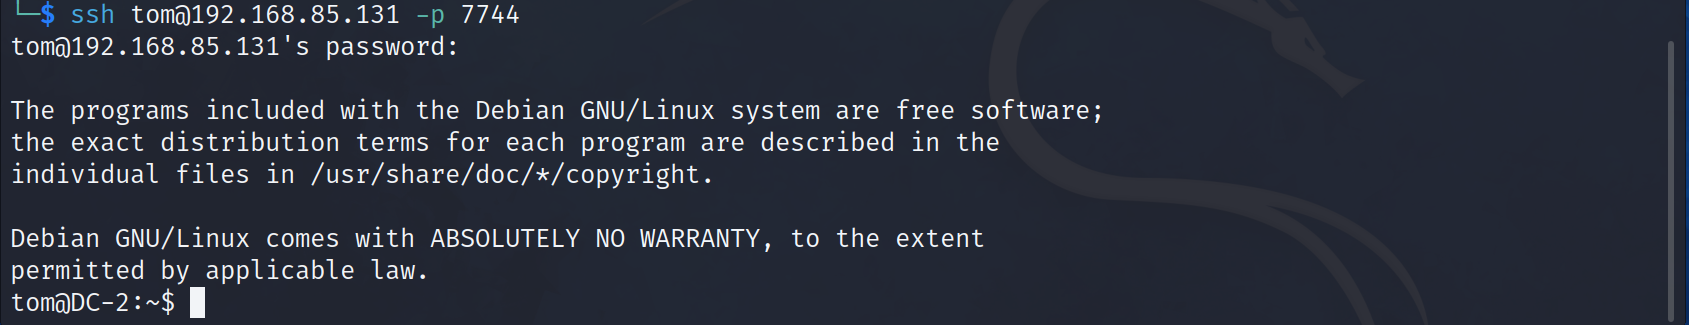 └─$ ssh tom@192.168.85.131 -p 7744
tom@192.168.85.131's password:
The programs included with the Debian GNU/Linux system are free software;
the exact distribution terms for each program are described in the
individual files in /usr/share/doc/*/copyright.
Debian GNU/Linux comes with ABSOLUTELY NO WARRANTY, to the extent
permitted by applicable law.
tom@DC-2:~$